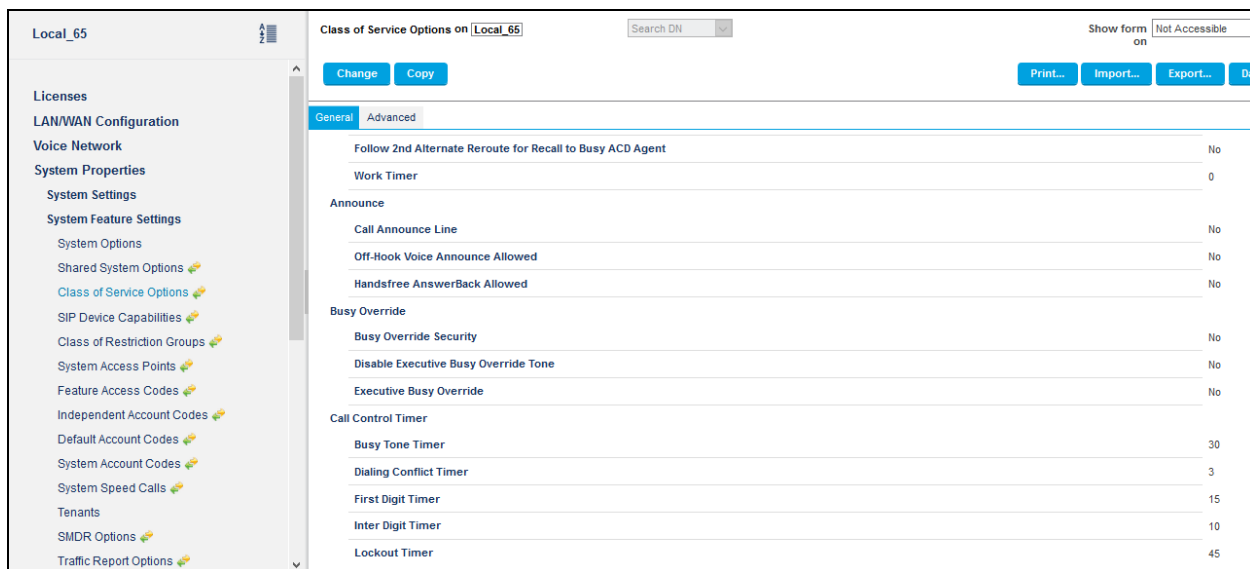 Local_65
A
Z
Licenses
LAN/WAN Configuration
Voice Network
System Properties
System Settings
System Feature Settings
System Options
Shared System Options
Class of Service Options
SIP Device Capabilities
Class of Restriction Groups
System Access Points
Feature Access Codes
Independent Account Codes
Default Account Codes
System Account Codes
System Speed Calls
Tenants
SMDR Options
Traffic Report Options
Class of Service Options on Local_65
Search DN
Show form on
Not Accessible
Change
Copy
Print...
Import...
Export...
Da
General
Advanced
Follow 2nd Alternate Reroute for Recall to Busy ACD Agent No
Work Timer 0
Announce
Call Announce Line No
Off-Hook Voice Announce Allowed No
Handsfree AnswerBack Allowed No
Busy Override
Busy Override Security No
Disable Executive Busy Override Tone No
Executive Busy Override No
Call Control Timer
Busy Tone Timer 30
Dialing Conflict Timer 3
First Digit Timer 15
Inter Digit Timer 10
Lockout Timer 45